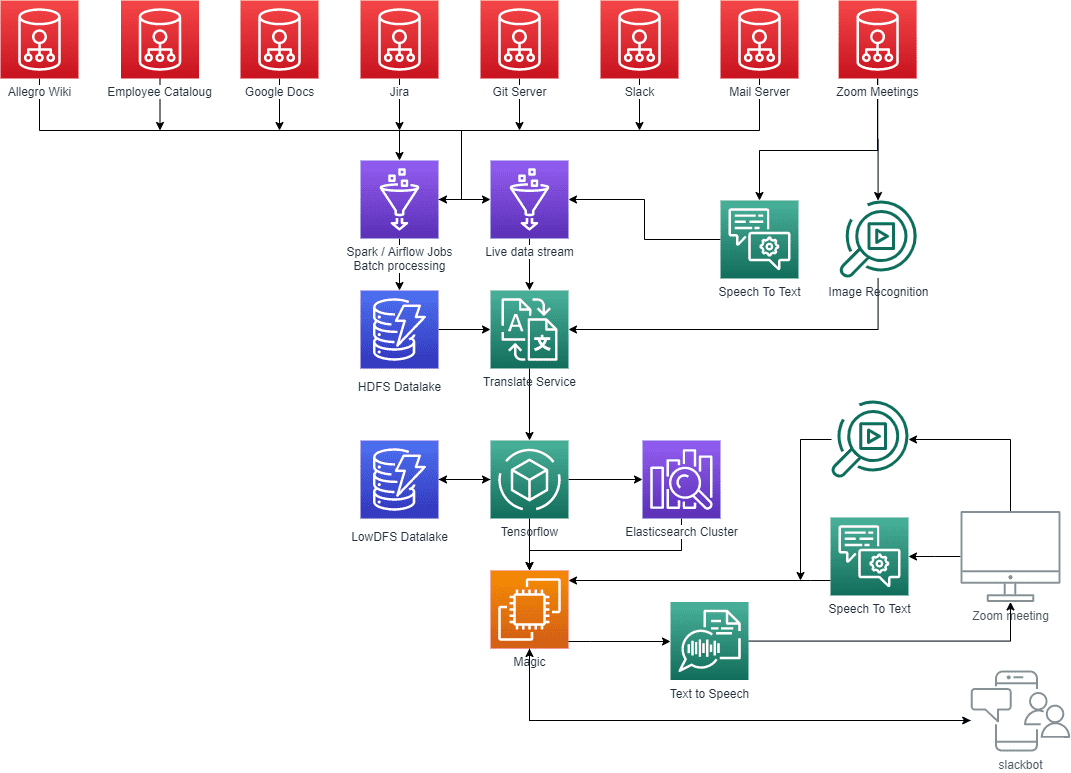 Allegro Wiki
Employee Cataloug
Google Docs
Jira
Git Server
Slack
Mail Server
Zoom Meetings
Spark / Airflow Jobs
Batch processing
Live data stream
Speech To Text
Image Recognition
HDFS Datalake
Translate Service
A
文
LowDFS Datalake
Tensorflow
Elasticsearch Cluster
Speech To Text
Zoom meeting
Magic
Text to Speech
slackbot